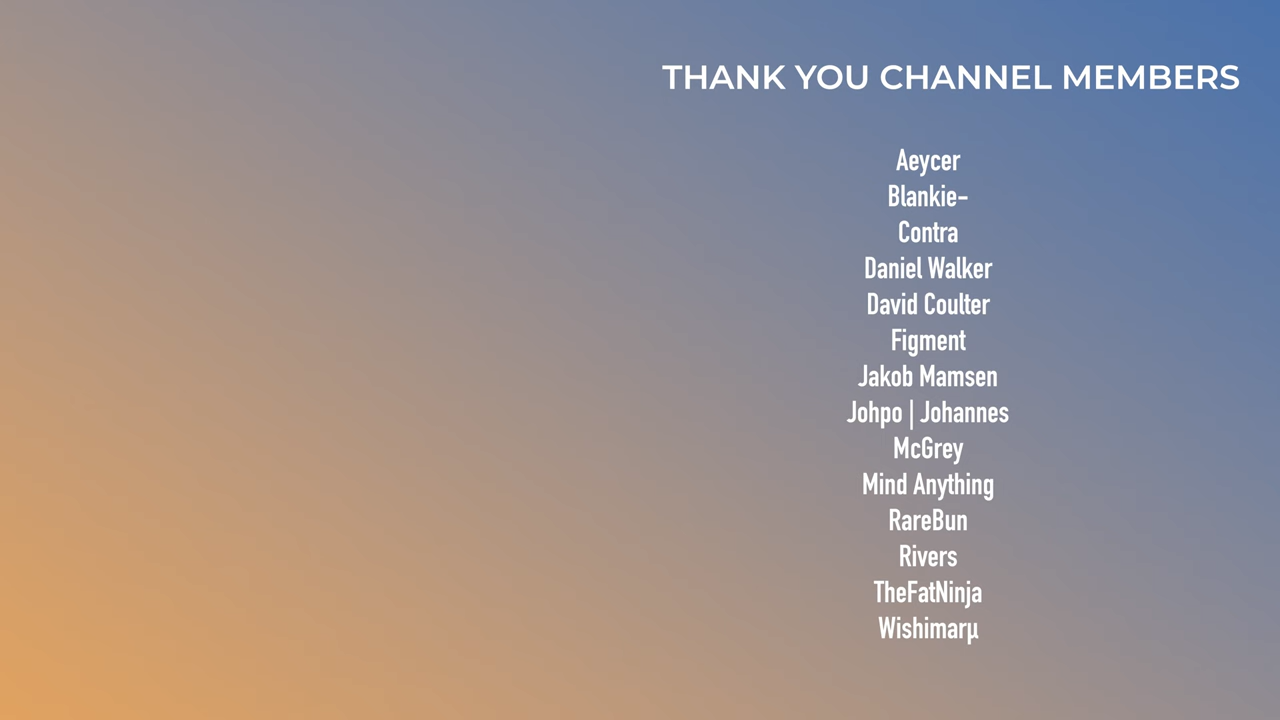 THANK YOU CHANNEL MEMBERS
Aeycer
Blankie-
Contra
Daniel Walker
David Coulter
Figment
Jakob Mamsen
Johpo | Johannes
McGrey
Mind Anything
RareBun
Rivers
TheFatNinja
Wishimarμ